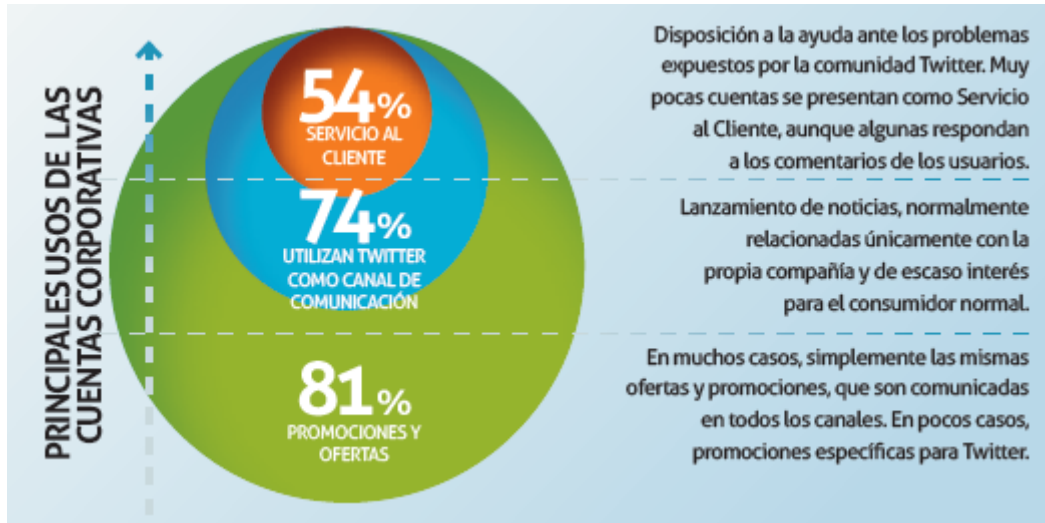 PRINCIPALES USOS DE LAS
CUENTAS CORPORATIVAS
54%
SERVICIO AL
CLIENTE
74%
UTILIZAN TWITTER
COMO CANAL DE
COMUNICACIÓN
81%
PROMOCIONES Y
OFERTAS
Disposición a la ayuda ante los problemas
expuestos por la comunidad Twitter. Muy
pocas cuentas se presentan como Servicio
al Cliente, aunque algunas respondan
a los comentarios de los usuarios.
Lanzamiento de noticias, normalmente
relacionadas únicamente con la
propia compañía y de escaso interés
para el consumidor normal.
En muchos casos, simplemente las mismas
ofertas y promociones, que son comunicadas
en todos los canales. En pocos casos,
promociones específicas para Twitter.